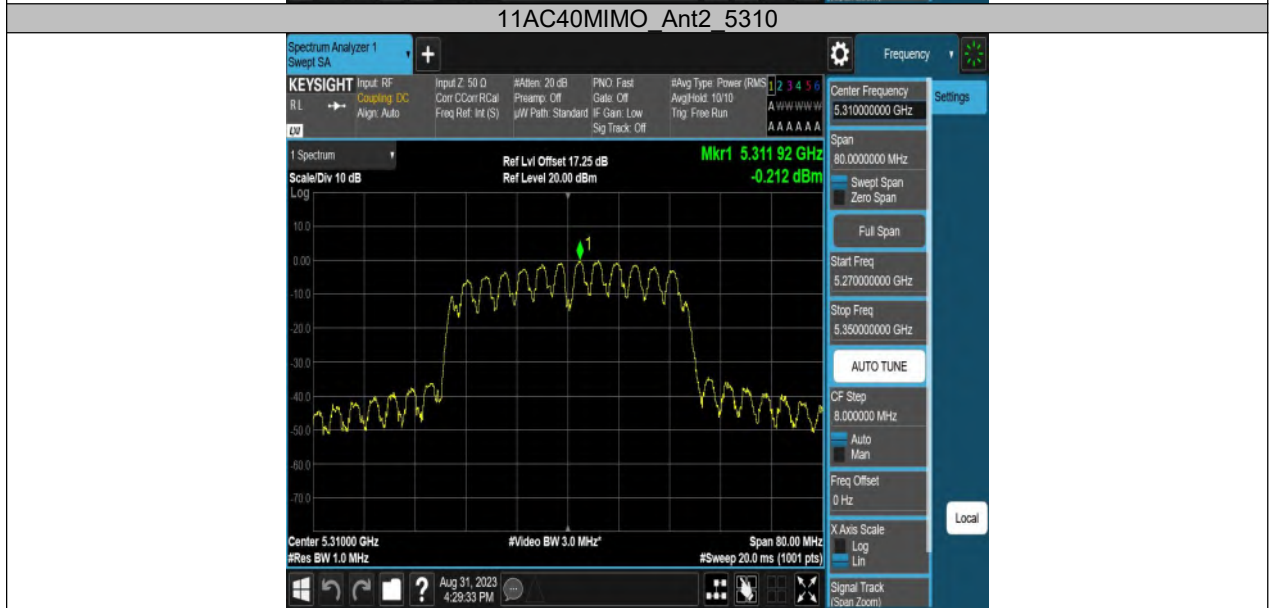 11AC40MIMO_Ant2_5310
Spectrum Analyzer 1
Swept SA
+
Frequency
KEYSIGHT
RL
LXI
Input: RF
Coupling: DC
Align: Auto
Input Z: 50 Ω
Corr CCorr RCal
Freq Ref: Int (S)
#Atten: 20 dB
Preamp: Off
µW Path: Standard
PNO: Fast
Gate: Off
IF Gain: Low
Sig Track: Off
#Avg Type: Power (RMS
Avg|Hold: 10/10
Trig: Free Run
1 2 3 4 5 6
A W W W W W
A A A A A A
Center Frequency
5.310000000 GHz
Settings
1 Spectrum
Scale/Div 10 dB
Log
Ref Lvl Offset 17.25 dB
Ref Level 20.00 dBm
Mkr1 5.311 92 GHz
-0.212 dBm
Span
80.0000000 MHz
Swept Span
Zero Span
Full Span
Start Freq
5.270000000 GHz
Stop Freq
5.350000000 GHz
AUTO TUNE
CF Step
8.000000 MHz
Auto
Man
Freq Offset
0 Hz
X Axis Scale
Log
Lin
Local
Signal Track
(Span Zoom)
10.0
0.00
-10.0
-20.0
-30.0
-40.0
-50.0
-60.0
-70.0
1
Center 5.31000 GHz
#Res BW 1.0 MHz
#Video BW 3.0 MHz*
Span 80.00 MHz
#Sweep 20.0 ms (1001 pts)
?
Aug 31, 2023
4:29:33 PM